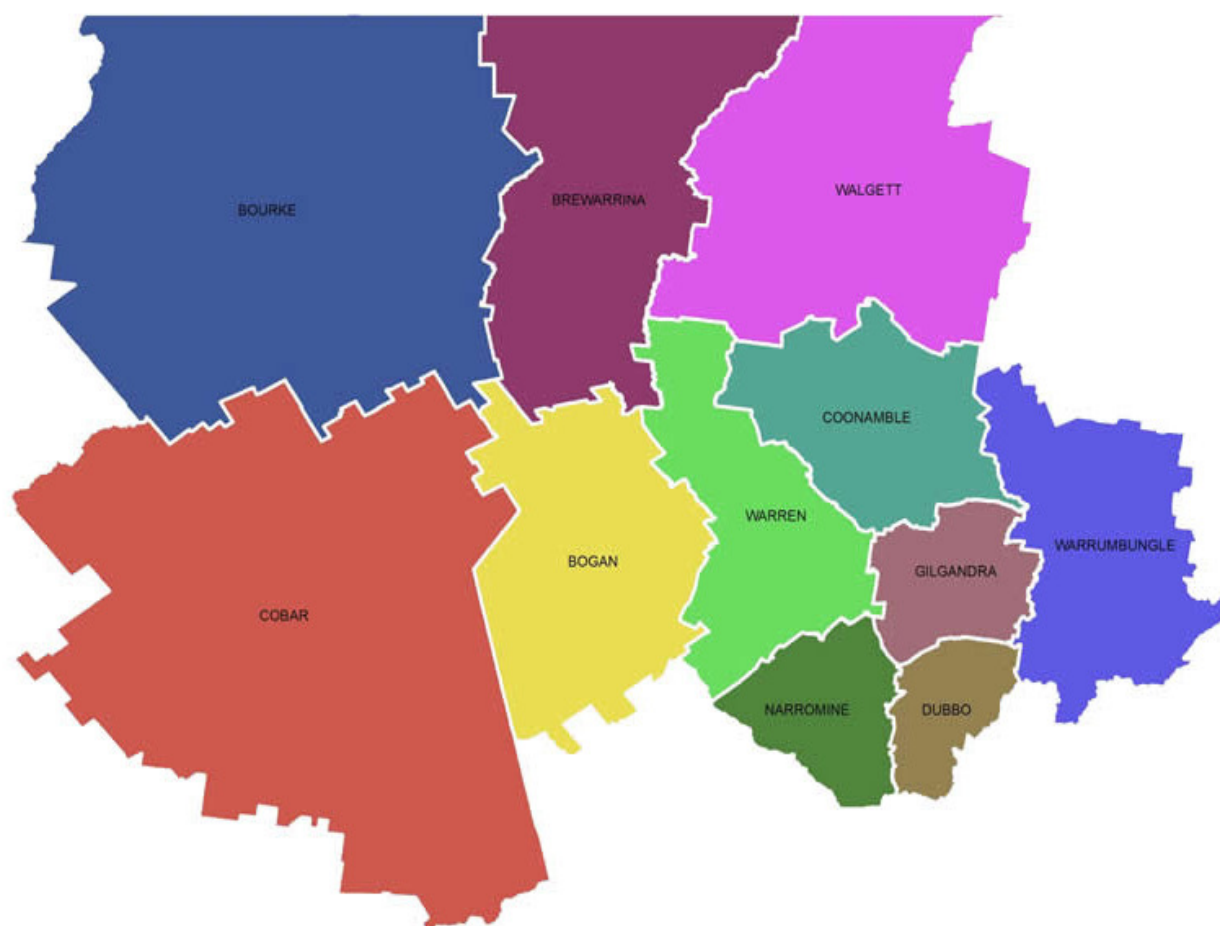 WALGETT
BREWARRINA
BOURKE
COONAMBLE
WARREN
WARRUMBUNGLE
BOGAN
GILGANDRA
COBAR
NARROMINE
DUBBO